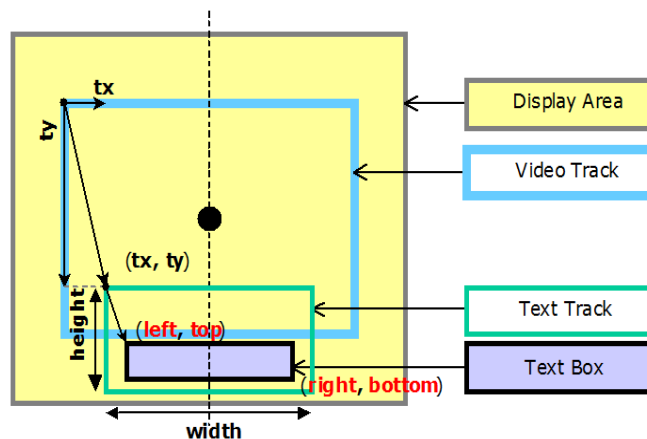 tx
Display Area
ty
Video Track
(tx, ty)
Text Track
height
(left, top)
Text Box
(right, bottom)
width